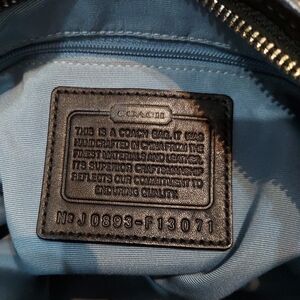 COACH
THIS IS A COACH BAG. IT WAS
HANDCRAFTED IN CHINA FROM THE
FINEST MATERIALS AND LEATHER.
ITS SUPERIOR CRAFTSMANSHIP
REFLECTS OUR COMMITMENT TO
ENDURING QUALITY.
No J0893-F13071